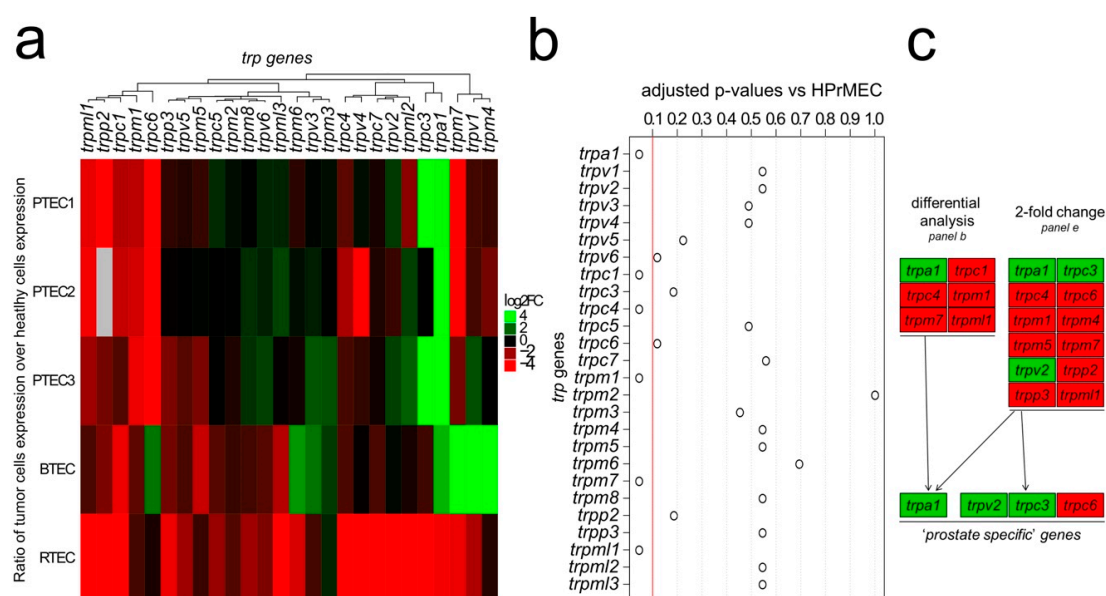 a
trp genes
trpml1
trpp2
trpc1
trpm1
trpc6
trpp3
trpv5
trpm5
trpc5
trpm2
trpm8
trpv6
trpml3
trpm6
trpv3
trpm3
trpc4
trpv4
trpc7
trpv2
trpml2
trpc3
trpa1
trpm7
trpv1
trpm4
Ratio of tumor cells expression over healthy cells expression
PTEC1
PTEC2
PTEC3
BTEC
RTEC
log2FC
4
2
0
−2
−4
b
adjusted p-values vs HPrMEC
0.1 0.2 0.3 0.4 0.5 0.6 0.7 0.8 0.9 1.0
trp genes
trpa1
trpv1
trpv2
trpv3
trpv4
trpv5
trpv6
trpc1
trpc3
trpc4
trpc5
trpc6
trpc7
trpm1
trpm2
trpm3
trpm4
trpm5
trpm6
trpm7
trpm8
trpp2
trpp3
trpml1
trpml2
trpml3
c
differential
analysis
panel b
trpa1 trpc1
trpc4 trpm1
trpm7 trpml1
2-fold change
panel e
trpa1 trpc3
trpc4 trpc6
trpm1 trpm4
trpm5 trpm7
trpv2 trpp2
trpp3 trpml1
trpa1 trpv2 trpc3 trpc6
'prostate specific' genes